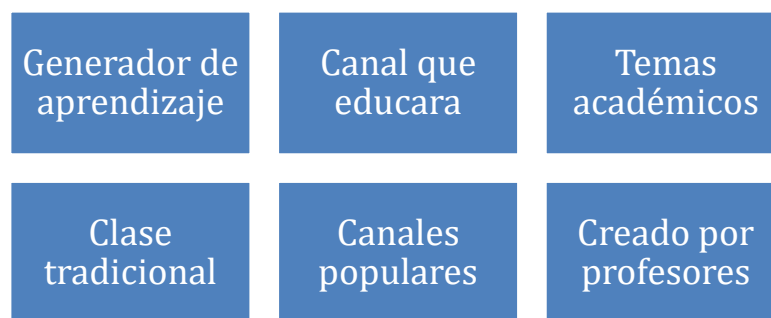 Generador de
aprendizaje
Canal que
educara
Temas
académicos
Clase
tradicional
Canales
populares
Creado por
profesores